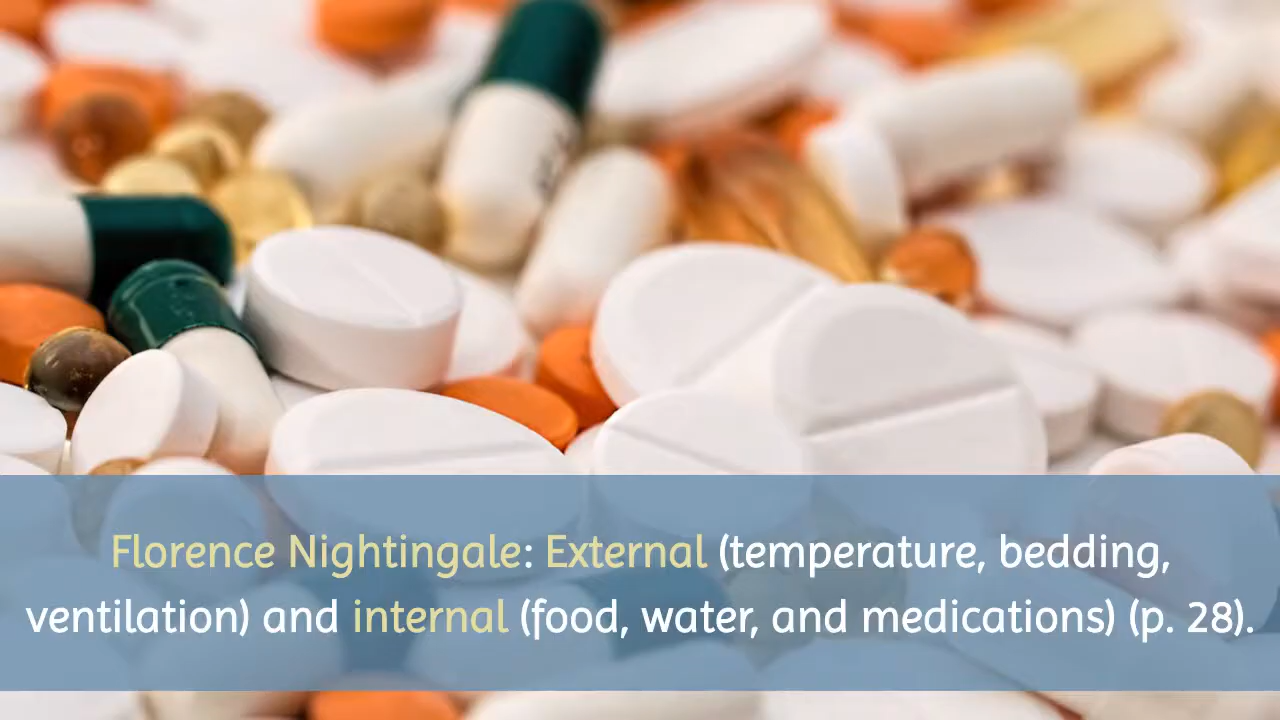 Florence Nightingale: External (temperature, bedding,
ventilation) and internal (food, water, and medications) (p. 28).